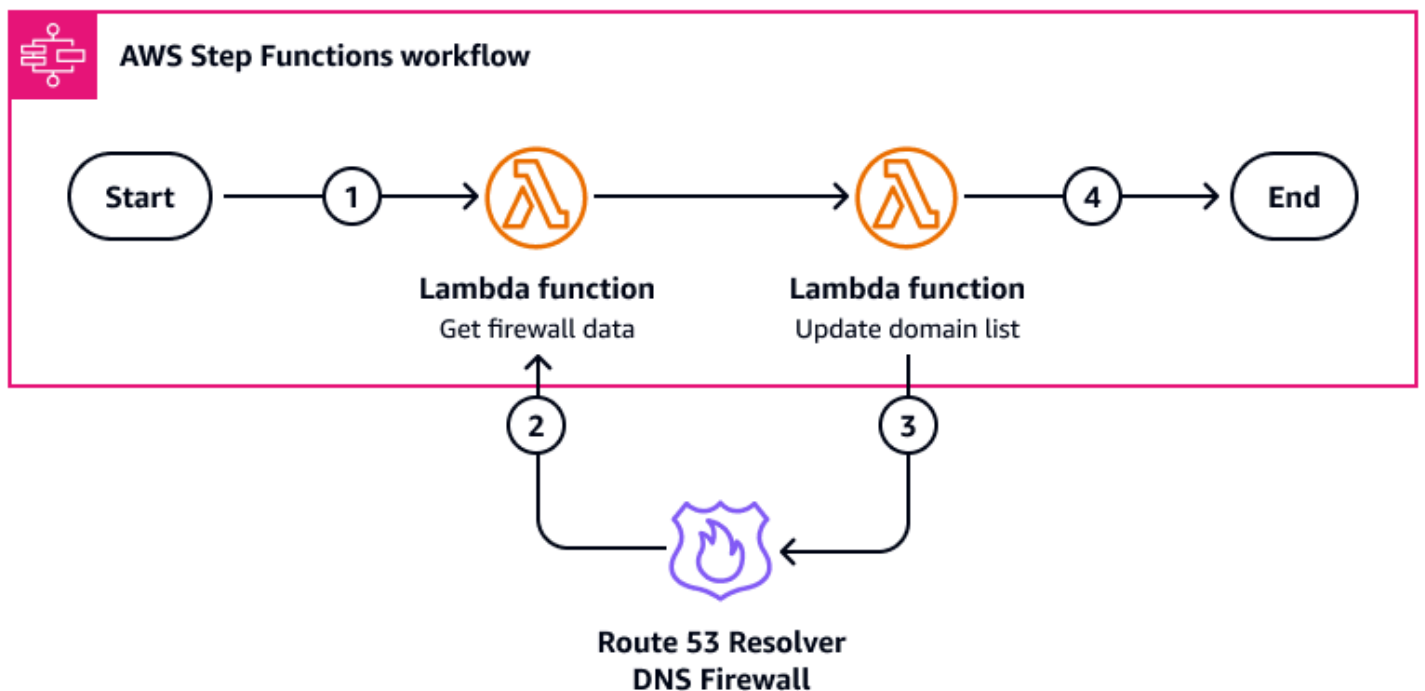 AWS Step Functions workflow
Start
1
4
End
Lambda function
Get firewall data
Lambda function
Update domain list
2
3
Route 53 Resolver
DNS Firewall